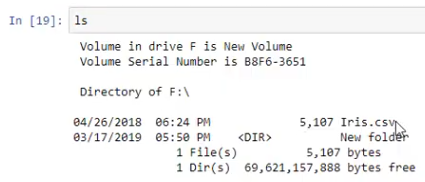 In [19]: ls
Volume in drive F is New Volume
Volume Serial Number is B8F6-3651
Directory of F:\
04/26/2018  06:24 PM             5,107 Iris.csv
03/17/2019  05:50 PM    <DIR>          New folder
1 File(s)          5,107 bytes
1 Dir(s)  69,621,157,888 bytes free